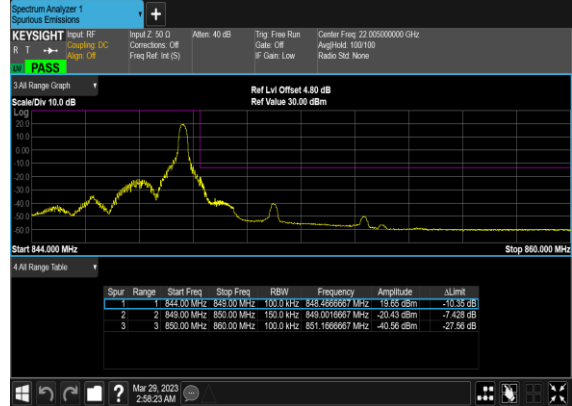 Spectrum Analyzer 1
Spurious Emissions
KEYSIGHT Input: RF
R T Coupling: DC
Align: Off
Input Z: 50 Ω
Corrections: Off
Freq Ref: Int (S)
Atten: 40 dB
Trig: Free Run
Gate: Off
IF Gain: Low
Center Freq: 22.005000000 GHz
Avg|Hold: 100/100
Radio Std: None
LW PASS
3 All Range Graph
Ref Lvl Offset 4.80 dB
Scale/Div 10.0 dB
Ref Value 30.00 dBm
Log
20.0
10.0
0.00
-10.0
-20.0
-30.0
-40.0
-50.0
-60.0
Start 844.000 MHz
Stop 860.000 MHz
4 All Range Table
Spur Range Start Freq Stop Freq RBW Frequency Amplitude ΔLimit
1 1 844.00 MHz 849.00 MHz 100.0 kHz 848.4666667 MHz 19.65 dBm -10.35 dB
2 2 849.00 MHz 850.00 MHz 150.0 kHz 849.0016667 MHz -20.43 dBm -7.428 dB
3 3 850.00 MHz 860.00 MHz 100.0 kHz 851.1666667 MHz -40.56 dBm -27.56 dB
?
Mar 29, 2023
2:58:23 AM